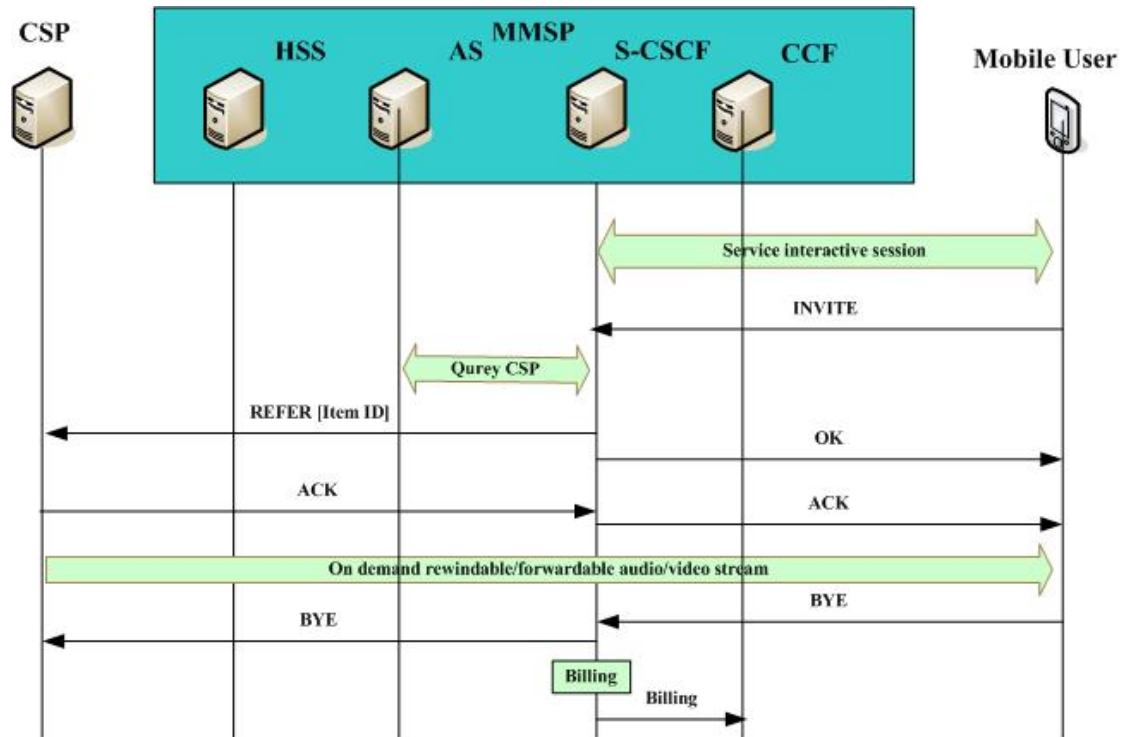 CSP
MMSP
HSS
AS
S-CSCF
CCF
Mobile User
Service interactive session
INVITE
Qurey CSP
REFER [Item ID]
OK
ACK
ACK
On demand rewindable/forwardable audio/video stream
BYE
BYE
Billing
Billing